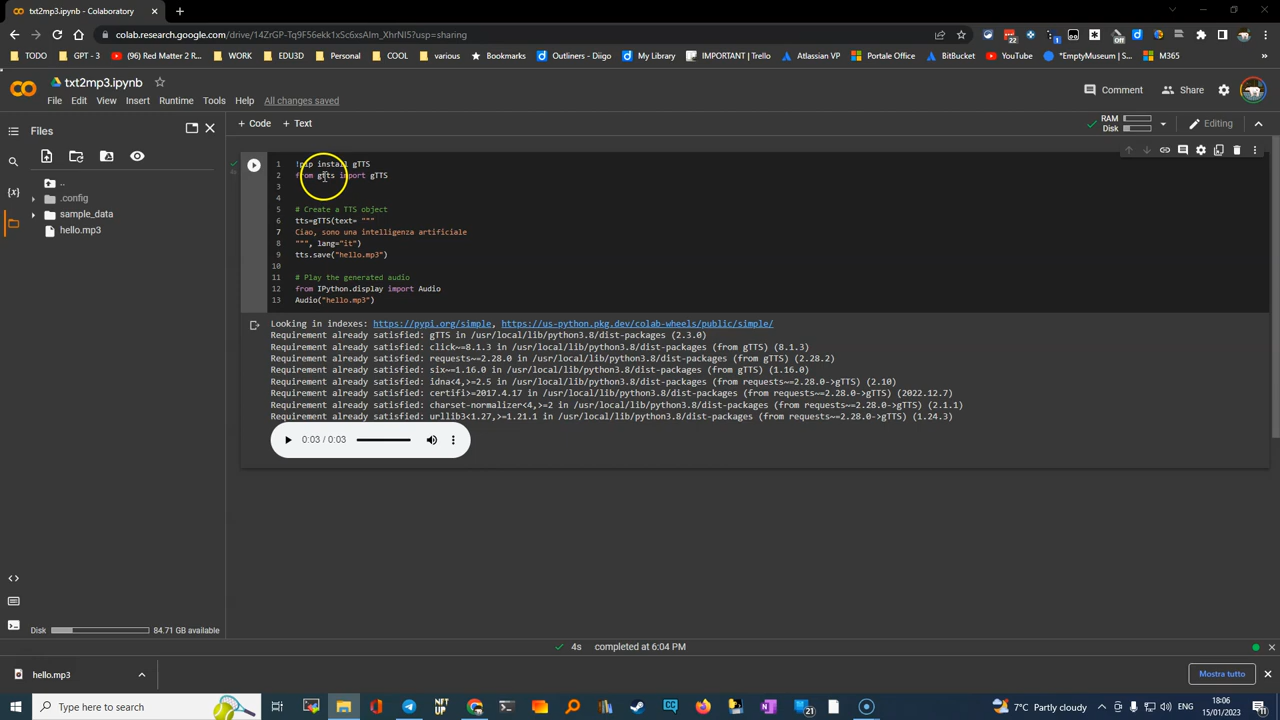 txt2mp3.ipynb - Colaboratory
colab.research.google.com/drive/14ZrGP-Tq9F56ekk1xSc6xsAlm_XhrNI5?usp=sharing
22
1
Off
TODO GPT - 3 (96) Red Matter 2 R... WORK EDU3D Personal COOL various Bookmarks Outliners - Diigo My Library IMPORTANT | Trello Atlassian VP Portale Office BitBucket YouTube *EmptyMuseum | S... M365
txt2mp3.ipynb
Comment Share
File Edit View Insert Runtime Tools Help All changes saved
+ Code + Text
RAM
Disk
Editing
Files
..
.config
sample_data
hello.mp3
{x}
4s
1 !pip install gTTS
2 from gtts import gTTS
3
4
5 # Create a TTS object
6 tts=gTTS(text= """
7 Ciao, sono una intelligenza artificiale
8 """, lang="it")
9 tts.save("hello.mp3")
10
11 # Play the generated audio
12 from IPython.display import Audio
13 Audio("hello.mp3")
Looking in indexes: https://pypi.org/simple, https://us-python.pkg.dev/colab-wheels/public/simple/
Requirement already satisfied: gTTS in /usr/local/lib/python3.8/dist-packages (2.3.0)
Requirement already satisfied: click~=8.1.3 in /usr/local/lib/python3.8/dist-packages (from gTTS) (8.1.3)
Requirement already satisfied: requests~=2.28.0 in /usr/local/lib/python3.8/dist-packages (from gTTS) (2.28.2)
Requirement already satisfied: six~=1.16.0 in /usr/local/lib/python3.8/dist-packages (from gTTS) (1.16.0)
Requirement already satisfied: idna<4,>=2.5 in /usr/local/lib/python3.8/dist-packages (from requests~=2.28.0->gTTS) (2.10)
Requirement already satisfied: certifi>=2017.4.17 in /usr/local/lib/python3.8/dist-packages (from requests~=2.28.0->gTTS) (2022.12.7)
Requirement already satisfied: charset-normalizer<4,>=2 in /usr/local/lib/python3.8/dist-packages (from requests~=2.28.0->gTTS) (2.1.1)
Requirement already satisfied: urllib3<1.27,>=1.21.1 in /usr/local/lib/python3.8/dist-packages (from requests~=2.28.0->gTTS) (1.24.3)
0:03 / 0:03
Disk 84.71 GB available
4s completed at 6:04 PM
hello.mp3
Mostra tutto
Type here to search
NFT UP
21
7°C Partly cloudy
ENG
18:06
15/01/2023